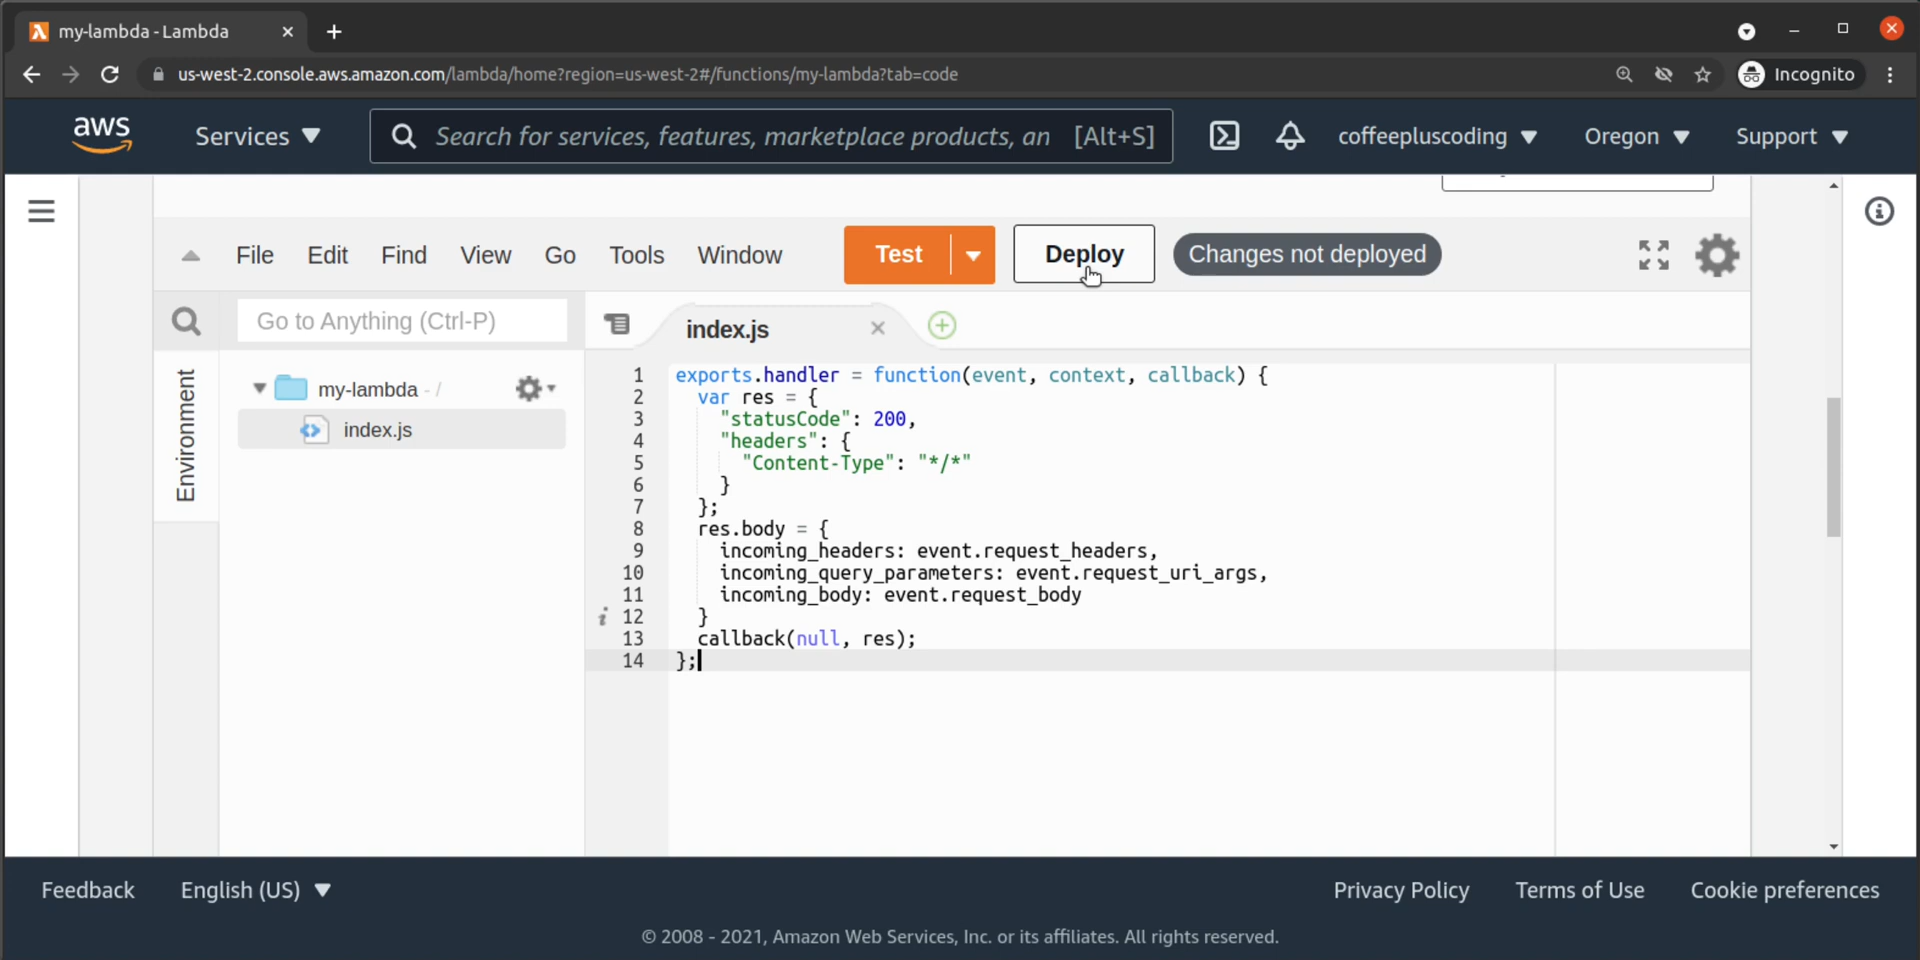 my-lambda - Lambda
us-west-2.console.aws.amazon.com/lambda/home?region=us-west-2#/functions/my-lambda?tab=code
Incognito
aws
Services
Search for services, features, marketplace products, an
[Alt+S]
coffeepluscoding
Oregon
Support
File
Edit
Find
View
Go
Tools
Window
Test
Deploy
Changes not deployed
Go to Anything (Ctrl-P)
index.js
Environment
my-lambda - /
index.js
1 exports.handler = function(event, context, callback) {
2 var res = {
3 "statusCode": 200,
4 "headers": {
5 "Content-Type": "*/*"
6 }
7 };
8 res.body = {
9 incoming_headers: event.request_headers,
10 incoming_query_parameters: event.request_uri_args,
11 incoming_body: event.request_body
i 12 }
13 callback(null, res);
14 };
Feedback
English (US)
Privacy Policy
Terms of Use
Cookie preferences
© 2008 - 2021, Amazon Web Services, Inc. or its affiliates. All rights reserved.